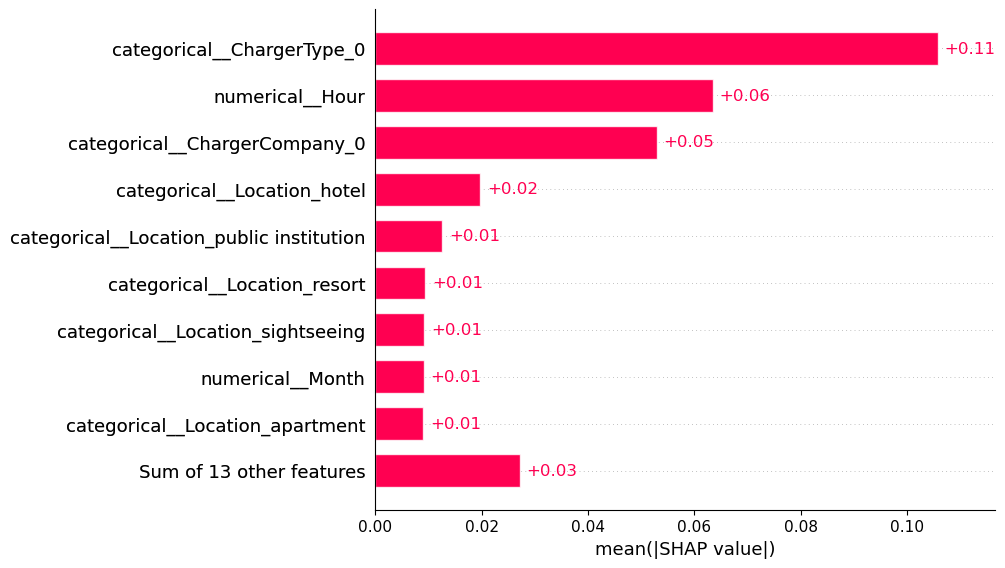 categorical__ChargerType_0 +0.11
numerical__Hour +0.06
categorical__ChargerCompany_0 +0.05
categorical__Location_hotel +0.02
categorical__Location_public institution +0.01
categorical__Location_resort +0.01
categorical__Location_sightseeing +0.01
numerical__Month +0.01
categorical__Location_apartment +0.01
Sum of 13 other features +0.03
0.00 0.02 0.04 0.06 0.08 0.10
mean(|SHAP value|)